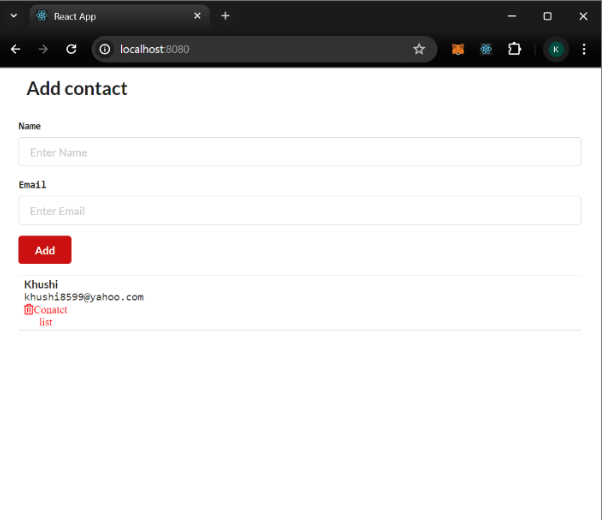 React App
localhost:8080
K
Add contact
Name
Enter Name
Email
Enter Email
Add
Khushi
khushi8599@yahoo.com
Conatct
list